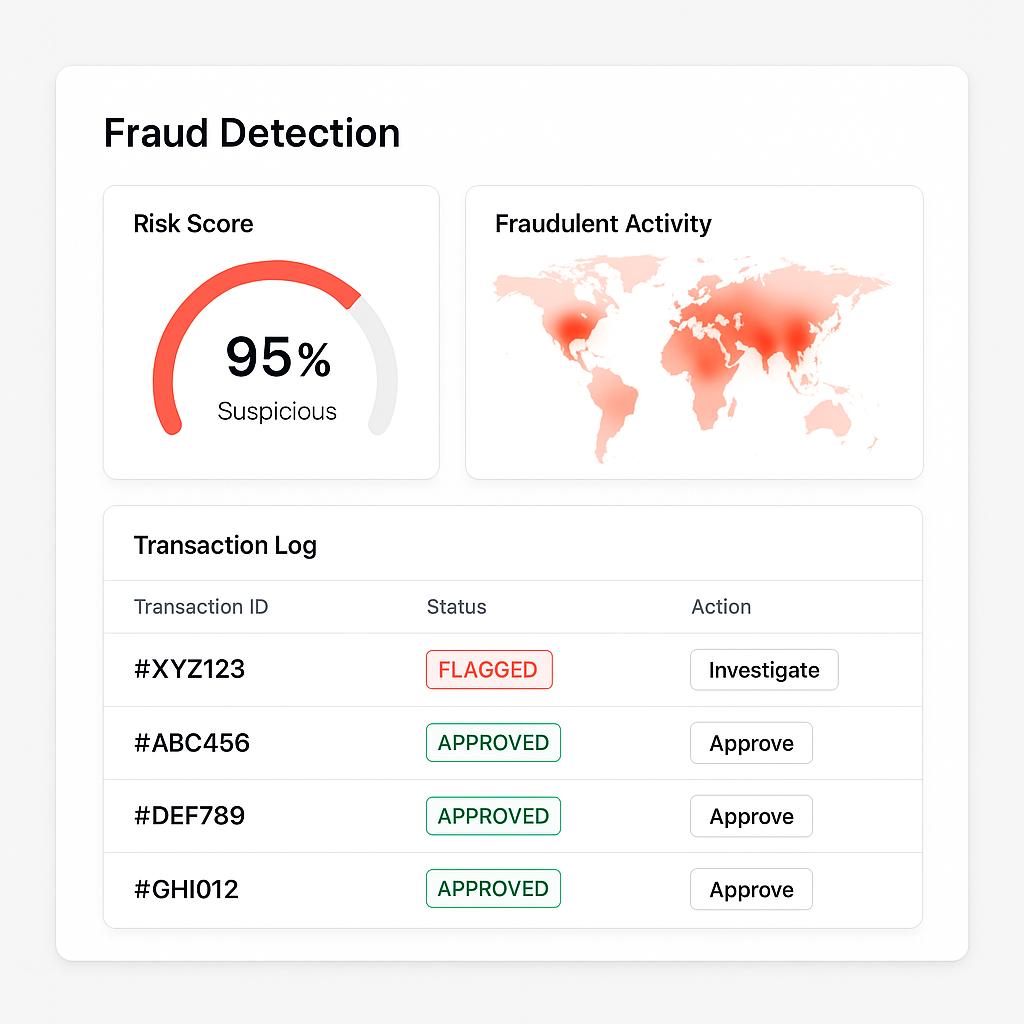 Fraud Detection
Risk Score
95%
Suspicious
Fraudulent Activity
Transaction Log
Transaction ID Status Action
#XYZ123 FLAGGED Investigate
#ABC456 APPROVED Approve
#DEF789 APPROVED Approve
#GHI012 APPROVED Approve